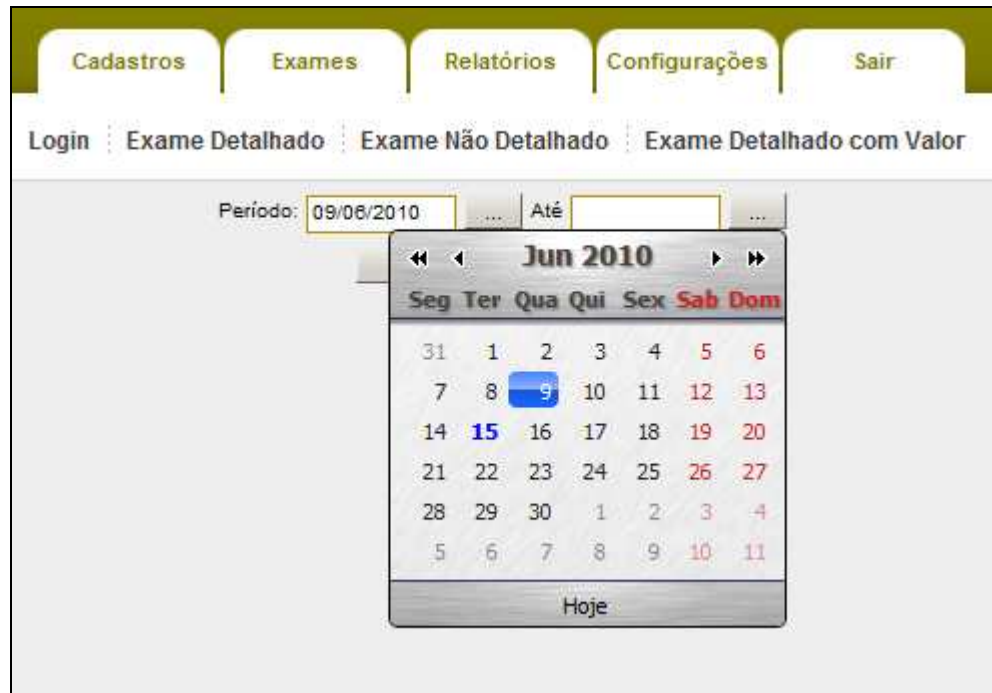 Cadastros Exames Relatórios Configurações Sair
Login Exame Detalhado Exame Não Detalhado Exame Detalhado com Valor
Período: 09/06/2010 ... Até ...
Jun 2010
Seg Ter Qua Qui Sex Sab Dom
31 1 2 3 4 5 6
7 8 9 10 11 12 13
14 15 16 17 18 19 20
21 22 23 24 25 26 27
28 29 30 1 2 3 4
5 6 7 8 9 10 11
Hoje